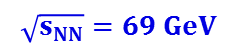 √s_NN = 69 GeV